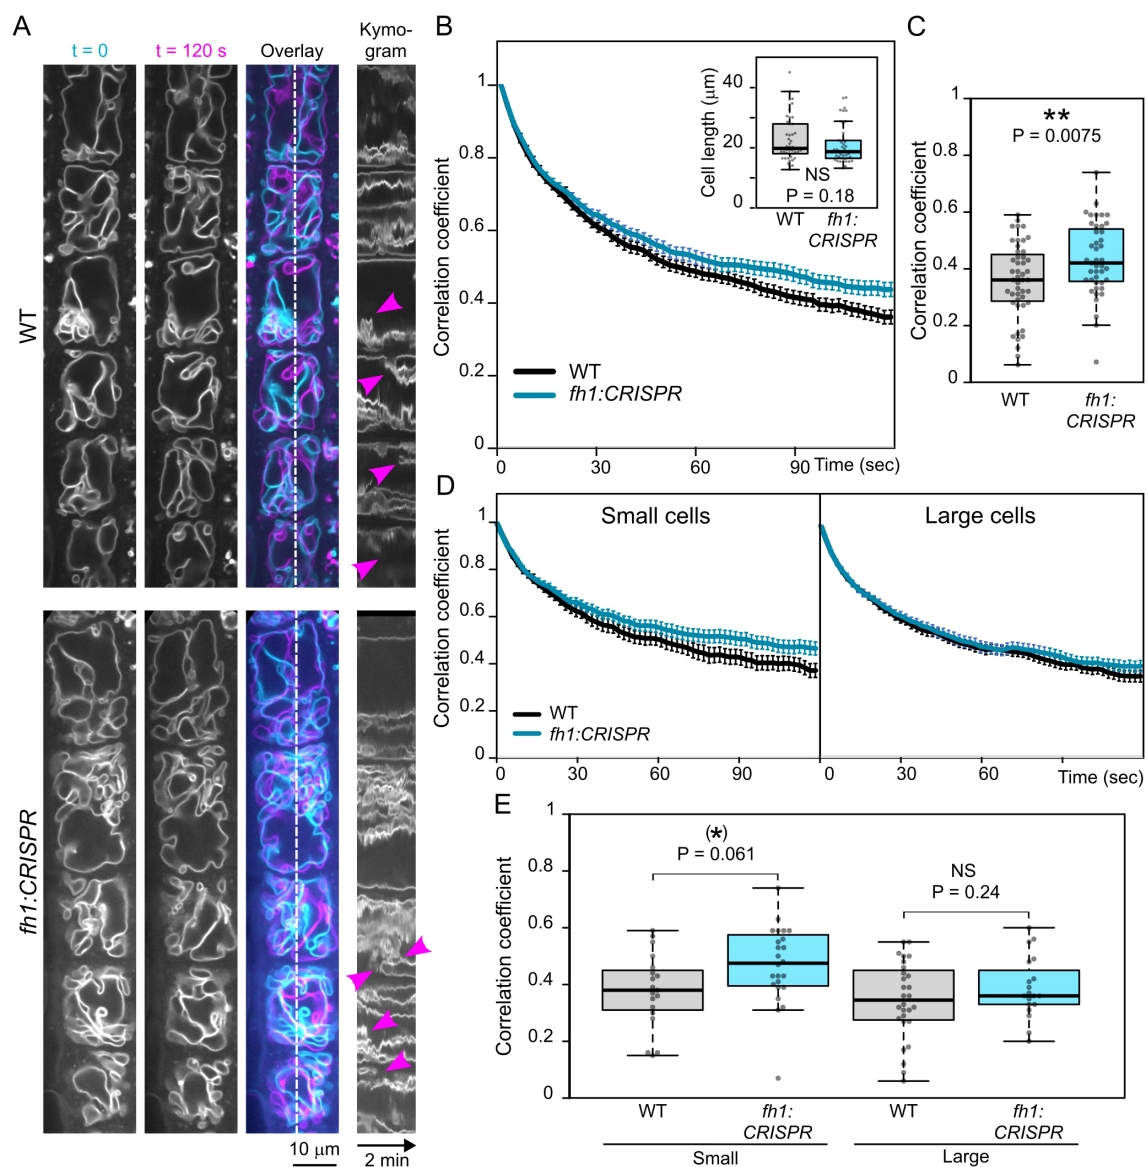 A
t = 0
t = 120 s
Overlay
Kymo-
gram
WT
fh1:CRISPR
10 μm
2 min
B
Correlation coefficient
1
0.8
0.6
0.4
0.2
0
0
30
60
90
Time (sec)
WT
fh1:CRISPR
Cell length (μm)
40
20
0
NS
P = 0.18
WT
fh1:
CRISPR
C
Correlation coefficient
1
0.8
0.6
0.4
0.2
0
**
P = 0.0075
WT
fh1:
CRISPR
D
Correlation coefficient
1
0.8
0.6
0.4
0.2
0
Small cells
Large cells
WT
fh1:CRISPR
0
30
60
90
0
30
60
Time (sec)
E
Correlation coefficient
1
0.8
0.6
0.4
0.2
0
(*)
P = 0.061
NS
P = 0.24
WT
fh1:
CRISPR
WT
fh1:
CRISPR
Small
Large